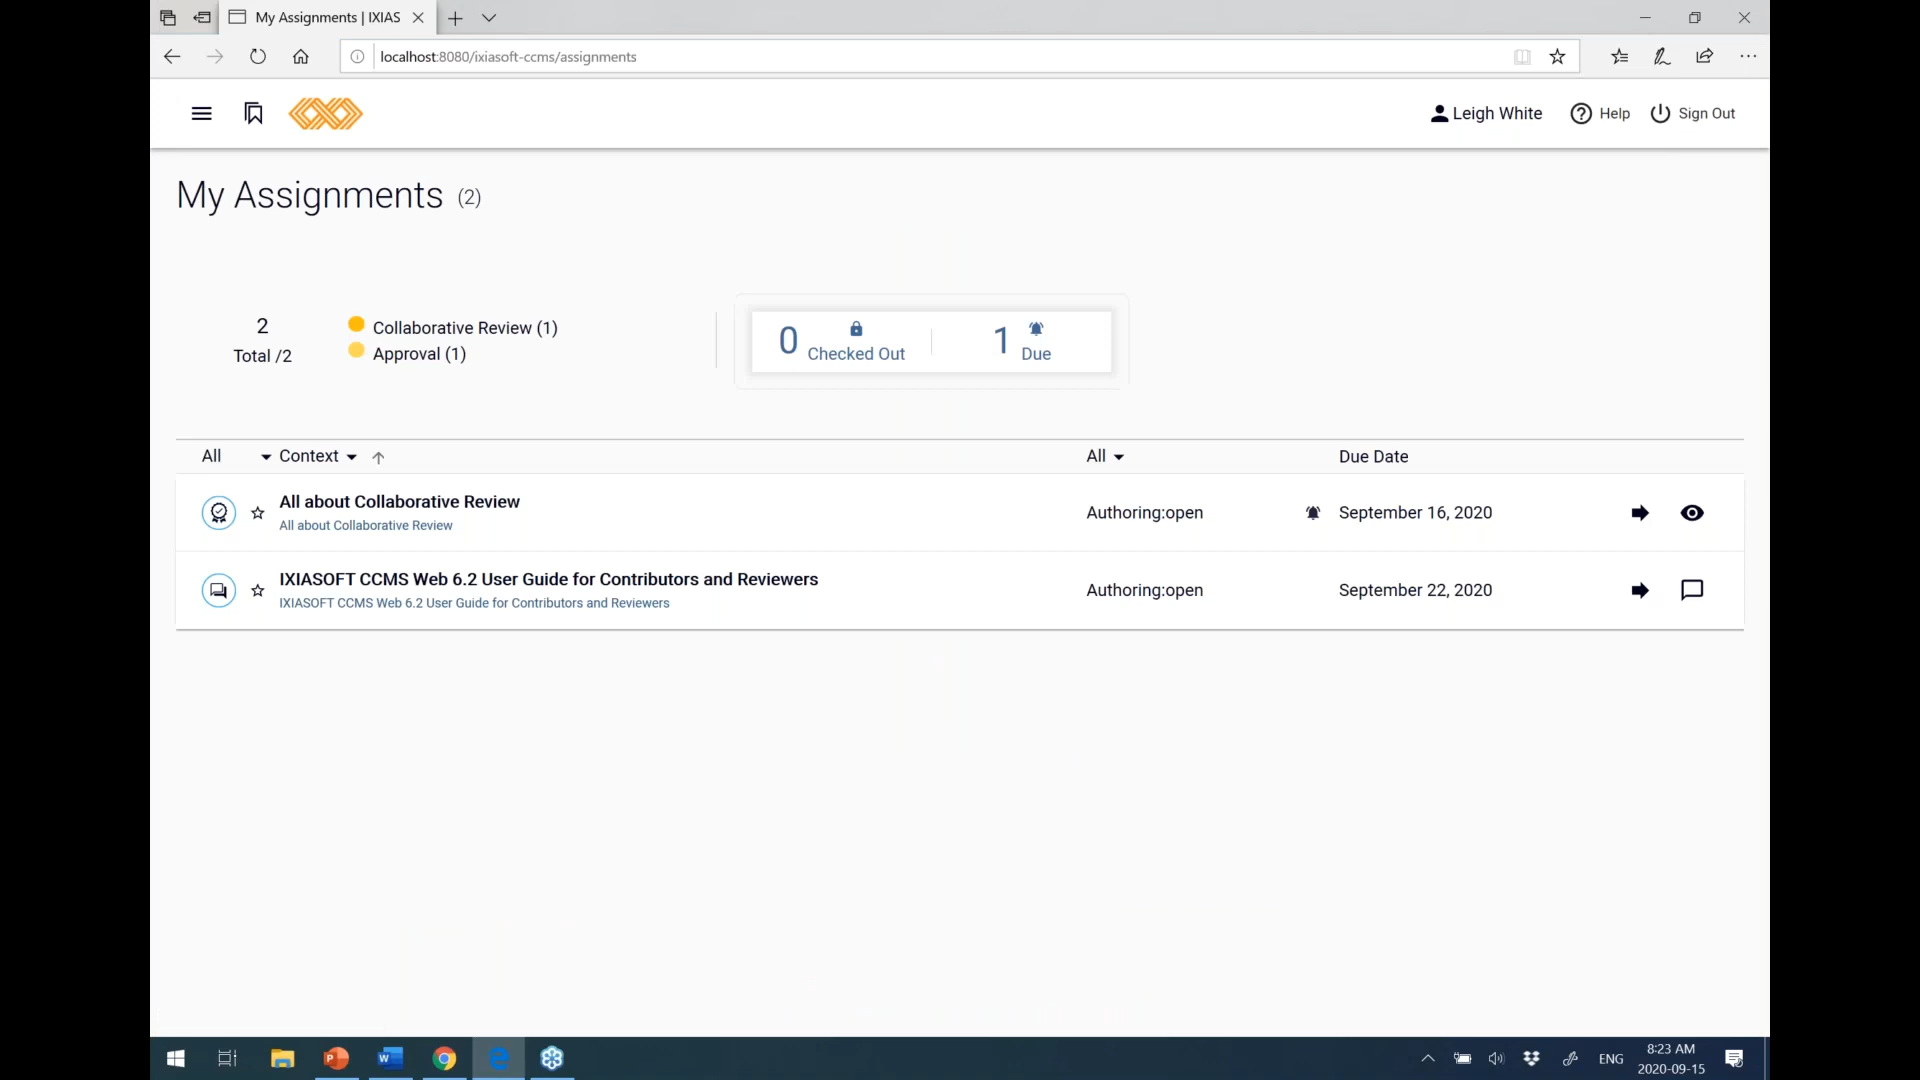 My Assignments | IXIAS
localhost:8080/ixiasoft-ccms/assignments
Leigh White
Help
Sign Out
My Assignments (2)
2
Total /2
Collaborative Review (1)
Approval (1)
0 Checked Out
1 Due
All Context All Due Date
All about Collaborative Review
All about Collaborative Review
Authoring:open
September 16, 2020
IXIASOFT CCMS Web 6.2 User Guide for Contributors and Reviewers
IXIASOFT CCMS Web 6.2 User Guide for Contributors and Reviewers
Authoring:open
September 22, 2020
ENG
8:23 AM
2020-09-15